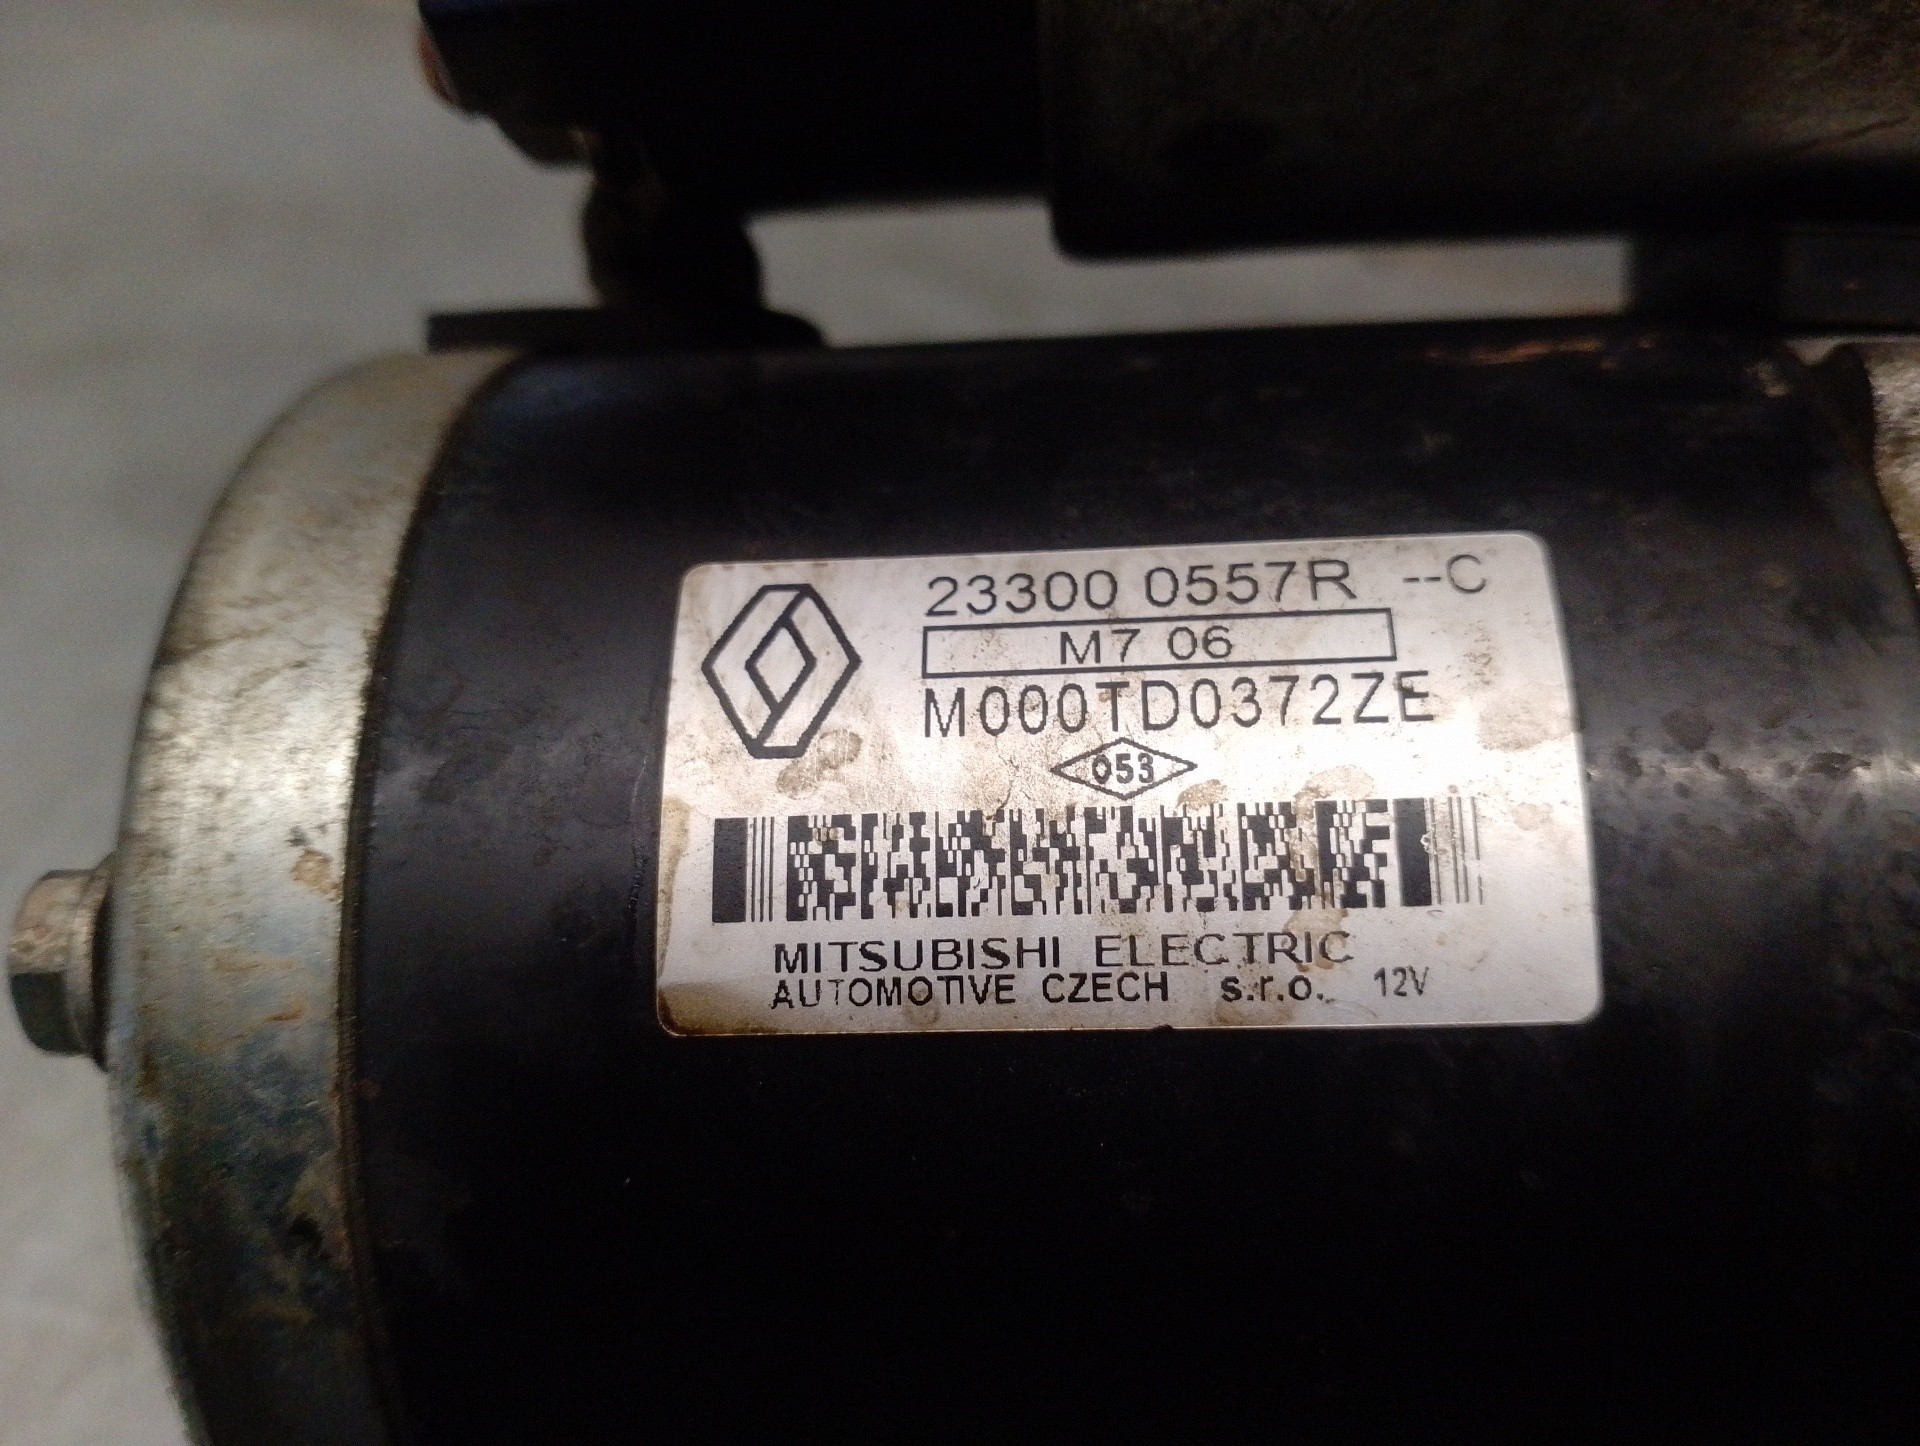 23300 0557R --C
M7 06
M000TD0372ZE
053
MITSUBISHI ELECTRIC
AUTOMOTIVE CZECH s.r.o. 12V